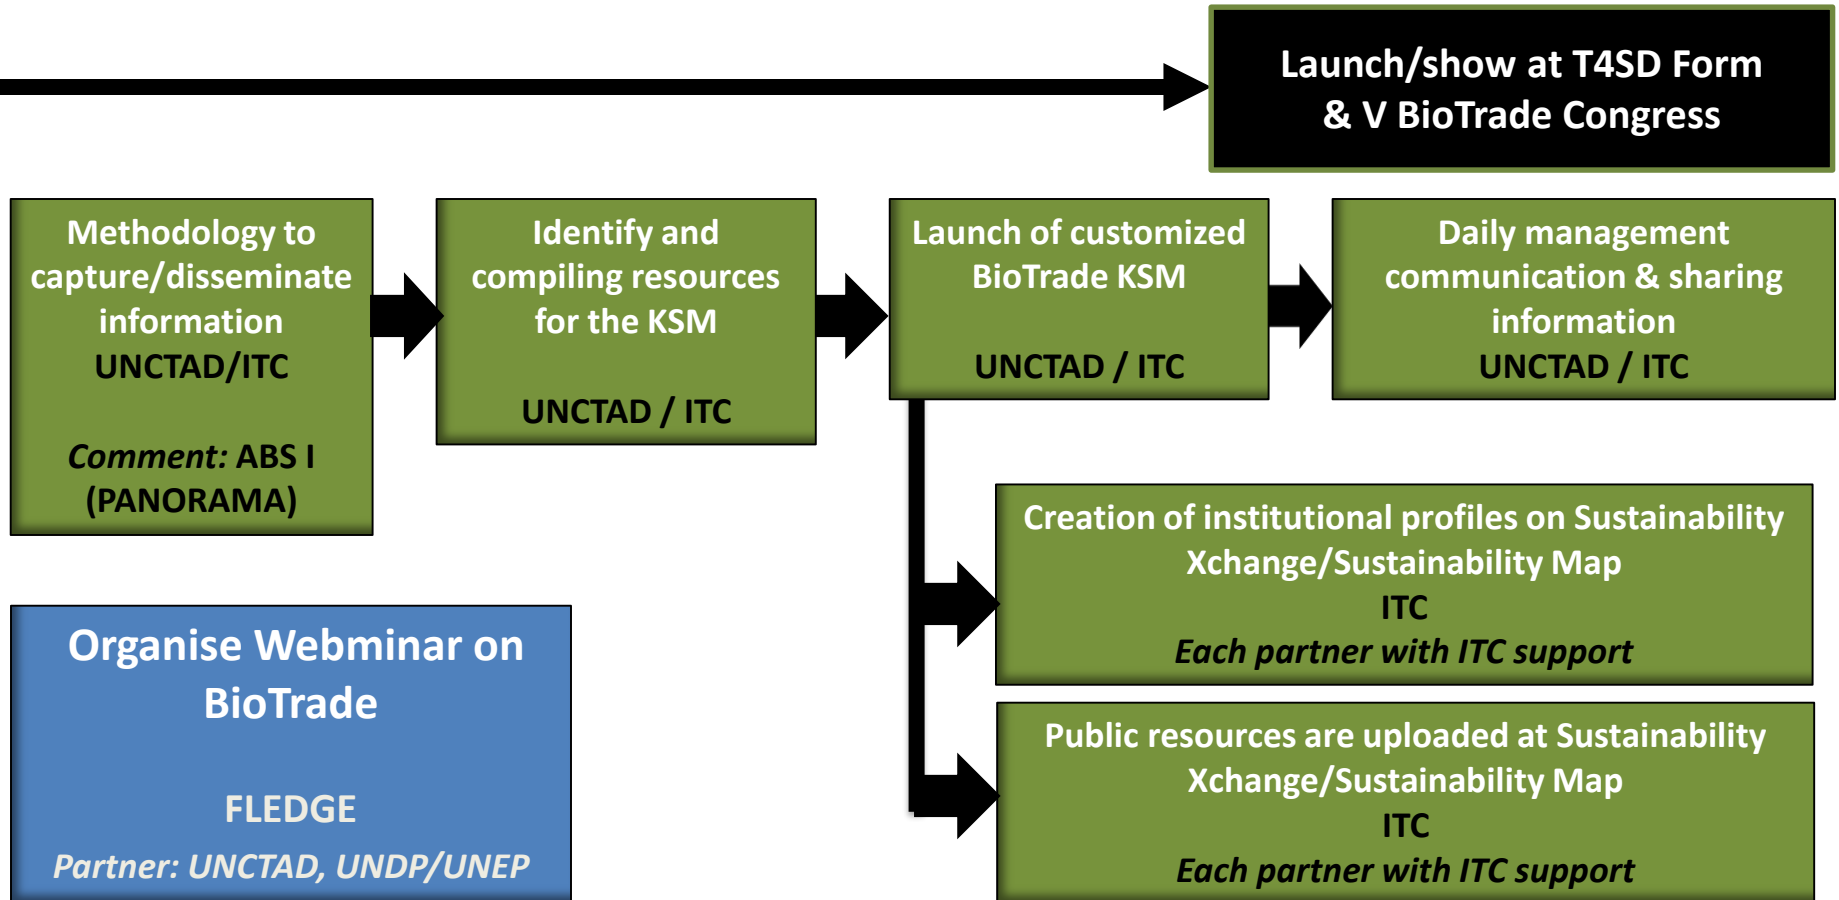 Launch/show at T4SD Form
& V BioTrade Congress
Methodology to
capture/disseminate
information
UNCTAD/ITC
Comment: ABS I
(PANORAMA)
Identify and
compiling resources
for the KSM
UNCTAD / ITC
Launch of customized
BioTrade KSM
UNCTAD / ITC
Daily management
communication & sharing
information
UNCTAD / ITC
Creation of institutional profiles on Sustainability
Xchange/Sustainability Map
ITC
Each partner with ITC support
Organise Webminar on
BioTrade
FLEDGE
Partner: UNCTAD, UNDP/UNEP
Public resources are uploaded at Sustainability
Xchange/Sustainability Map
ITC
Each partner with ITC support